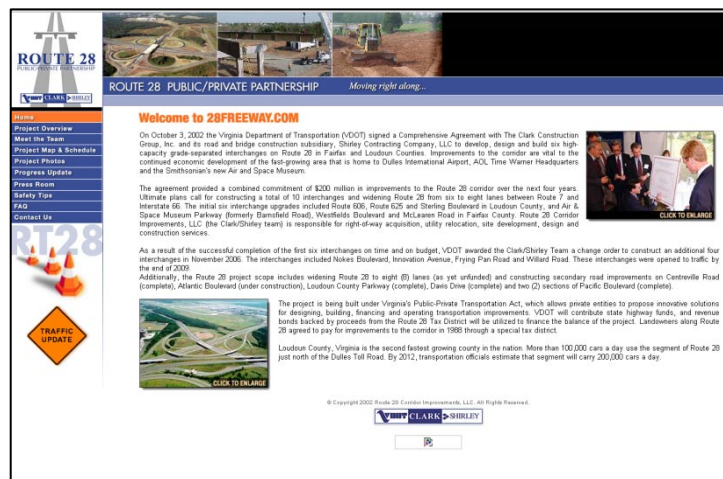 ROUTE 28
PUBLIC/PRIVATE PARTNERSHIP
VDOT CLARK SHIRLEY
ROUTE 28 PUBLIC/PRIVATE PARTNERSHIP
Moving right along...
Home
Project Overview
Meet the Team
Project Map & Schedule
Project Photos
Progress Update
Press Room
Safety Tips
FAQ
Contact Us
RT28
TRAFFIC
UPDATE
Welcome to 28FREEWAY.COM
On October 3, 2002 the Virginia Department of Transportation (VDOT) signed a Comprehensive Agreement with The Clark Construction
Group, Inc. and its road and bridge construction subsidiary, Shirley Contracting Company, LLC to develop, design and build six high-
capacity grade-separated interchanges on Route 28 in Fairfax and Loudoun Counties. Improvements to the corridor are vital to the
continued economic development of the fast-growing area that is home to Dulles International Airport, AOL Time Warner Headquarters
and the Smithsonian's new Air and Space Museum.
The agreement provided a combined commitment of $200 million in improvements to the Route 28 corridor over the next four years.
Ultimate plans call for constructing a total of 10 interchanges and widening Route 28 from six to eight lanes between Route 7 and
Interstate 66. The initial six interchange upgrades included Route 606, Route 625 and Sterling Boulevard in Loudoun County, and Air &
Space Museum Parkway (formerly Barnsfield Road), Westfields Boulevard and McLearen Road in Fairfax County. Route 28 Corridor
Improvements, LLC (the Clark/Shirley team) is responsible for right-of-way acquisition, utility relocation, site development, design and
construction services.
CLICK TO ENLARGE
As a result of the successful completion of the first six interchanges on time and on budget, VDOT awarded the Clark/Shirley Team a change order to construct an additional four
interchanges in November 2006. The interchanges included Nokes Boulevard, Innovation Avenue, Frying Pan Road and Willard Road. These interchanges were opened to traffic by
the end of 2009.
Additionally, the Route 28 project scope includes widening Route 28 to eight (8) lanes (as yet unfunded) and constructing secondary road improvements on Centreville Road
(complete), Atlantic Boulevard (under construction), Loudoun County Parkway (complete), Davis Drive (complete) and two (2) sections of Pacific Boulevard (complete).
The project is being built under Virginia's Public-Private Transportation Act, which allows private entities to propose innovative solutions
for designing, building, financing and operating transportation improvements. VDOT will contribute state highway funds, and revenue
bonds backed by proceeds from the Route 28 Tax District will be utilized to finance the balance of the project. Landowners along Route
28 agreed to pay for improvements to the corridor in 1988 through a special tax district.
Loudoun County, Virginia is the second fastest growing county in the nation. More than 100,000 cars a day use the segment of Route 28
just north of the Dulles Toll Road. By 2012, transportation officials estimate that segment will carry 200,000 cars a day.
CLICK TO ENLARGE
© Copyright 2002 Route 28 Corridor Improvements, LLC. All Rights Reserved.
VDOT CLARK SHIRLEY